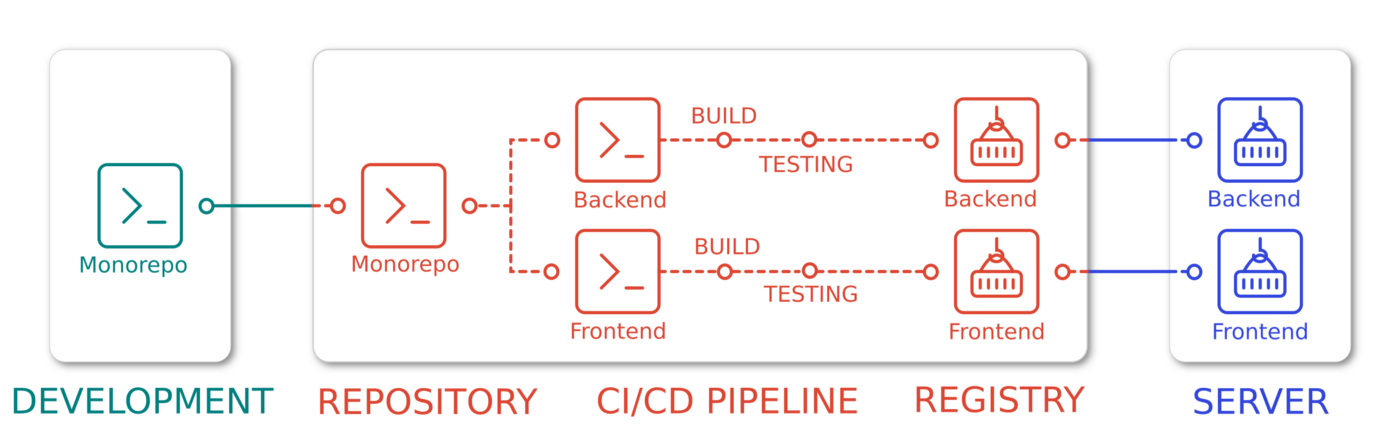 BUILD
TESTING
Backend
Backend
Backend
Monorepo
Monorepo
BUILD
TESTING
Frontend
Frontend
Frontend
DEVELOPMENT
REPOSITORY
CI/CD PIPELINE
REGISTRY
SERVER